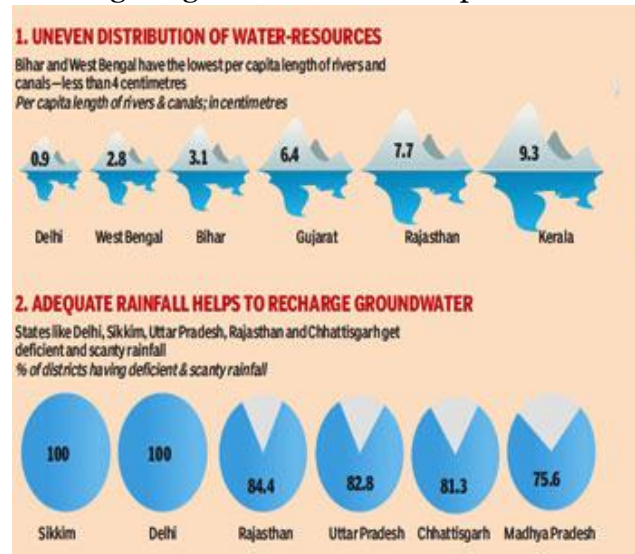 1. UNEVEN DISTRIBUTION OF WATER-RESOURCES
Bihar and West Bengal have the lowest per capita length of rivers and
canals—less than 4 centimetres
Per capita length of rivers & canals; in centimetres
0.9 2.8 3.1 6.4 7.7 9.3
Delhi West Bengal Bihar Gujarat Rajasthan Kerala
2. ADEQUATE RAINFALL HELPS TO RECHARGE GROUNDWATER
States like Delhi, Sikkim, Uttar Pradesh, Rajasthan and Chhattisgarh get
deficient and scanty rainfall
% of districts having deficient & scanty rainfall
100 100 84.4 82.8 81.3 75.6
Sikkim Delhi Rajasthan Uttar Pradesh Chhattisgarh Madhya Pradesh